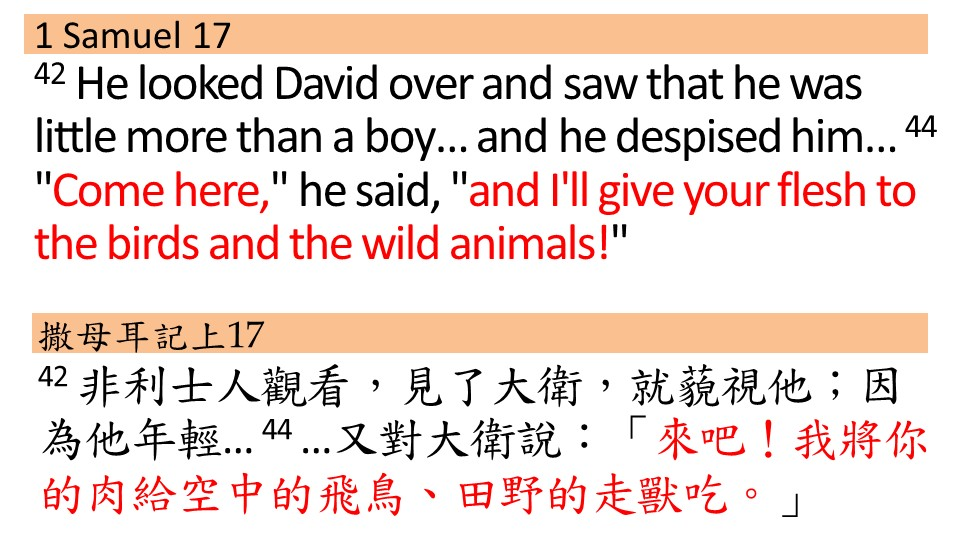 1 Samuel 17
42 He looked David over and saw that he was
little more than a boy... and he despised him... 44
"Come here," he said, "and I'll give your flesh to
the birds and the wild animals!"
撒母耳記上17
42 非利士人觀看，見了大衛，就藐視他；因
為他年輕... 44 ...又對大衛說：「來吧！我將你
的肉給空中的飛鳥、田野的走獸吃。」